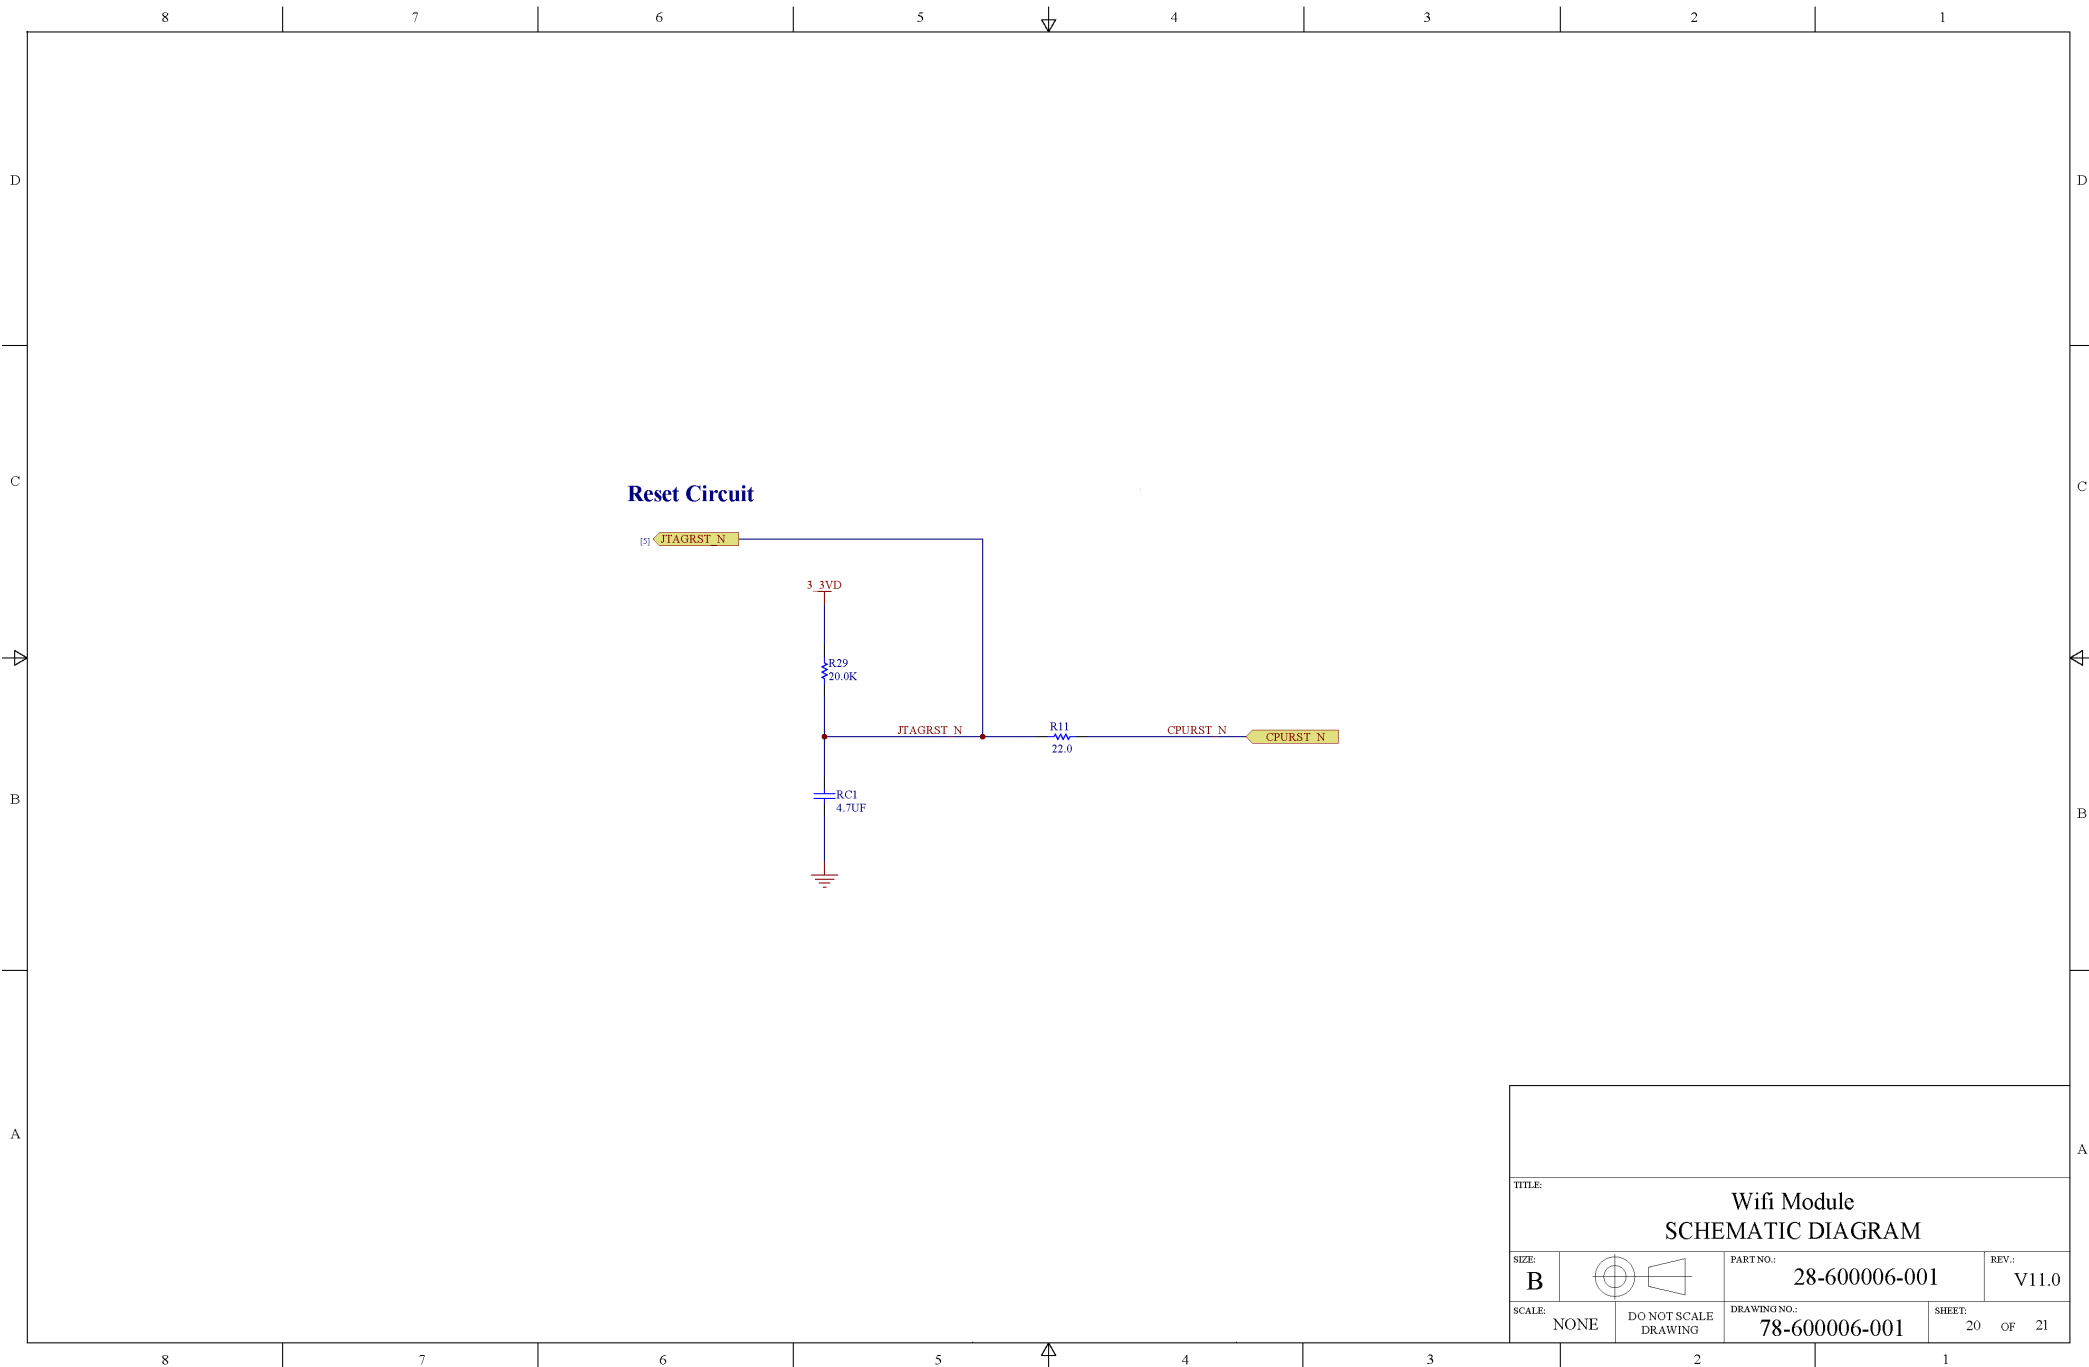 8 7 6 5 4 3 2 1
D D
C C
Reset Circuit
[5] JTAGRST_N
3_3VD
R29
20.0K
JTAGRST_N R11 CPURST_N CPURST_N
22.0
B B
RC1
4.7UF
A A
TITLE:
Wifi Module
SCHEMATIC DIAGRAM
SIZE: PART NO.: REV.:
B 28-600006-001 V11.0
SCALE: DO NOT SCALE DRAWING NO.: SHEET:
NONE DRAWING 78-600006-001 20 OF 21
8 7 6 5 4 3 2 1